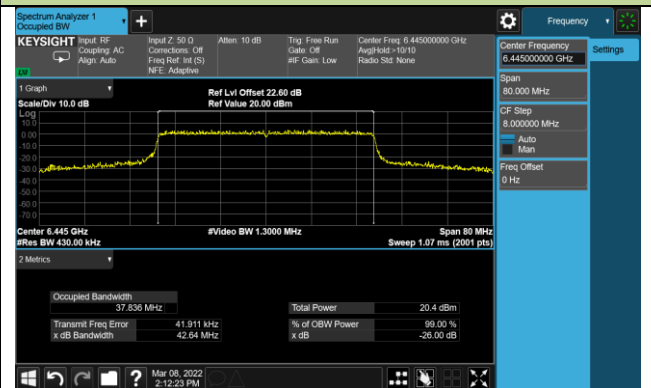 Spectrum Analyzer 1
Occupied BW
Frequency
KEYSIGHT
Input: RF
Coupling: AC
Align: Auto
Input Z: 50 Ω
Corrections: Off
Freq Ref: Int (S)
NFE: Adaptive
Atten: 10 dB
Trig: Free Run
Gate: Off
#IF Gain: Low
Center Freq: 6.445000000 GHz
Avg|Hold:>10/10
Radio Std: None
Center Frequency
6.445000000 GHz
Settings
Span
80.000 MHz
CF Step
8.000000 MHz
Auto
Man
Freq Offset
0 Hz
1 Graph
Scale/Div 10.0 dB
Ref Lvl Offset 22.60 dB
Ref Value 20.00 dBm
Log
10.0
0.00
-10.0
-20.0
-30.0
-40.0
-50.0
-60.0
-70.0
Center 6.445 GHz
#Video BW 1.3000 MHz
Span 80 MHz
#Res BW 430.00 kHz
Sweep 1.07 ms (2001 pts)
2 Metrics
Occupied Bandwidth
37.836 MHz
Total Power
20.4 dBm
Transmit Freq Error
41.911 kHz
% of OBW Power
99.00 %
x dB Bandwidth
42.64 MHz
x dB
-26.00 dB
?
Mar 08, 2022
2:12:23 PM